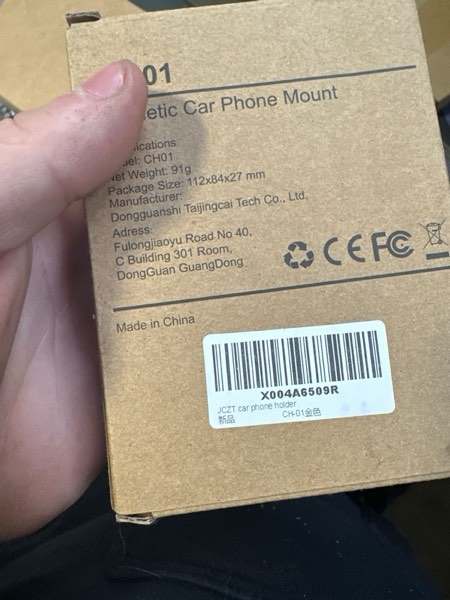 01
etic Car Phone Mount
ications
el: CH01
et Weight: 91g
Package Size: 112x84x27 mm
Manufacturer:
Dongguanshi Taijingcai Tech Co., Ltd,
Adress:
Fulongjiaoyu Road No 40,
C Building 301 Room,
DongGuan GuangDong
CE FC
Made in China
X004A6509R
JCZT car phone holder
新品 CH-01金色